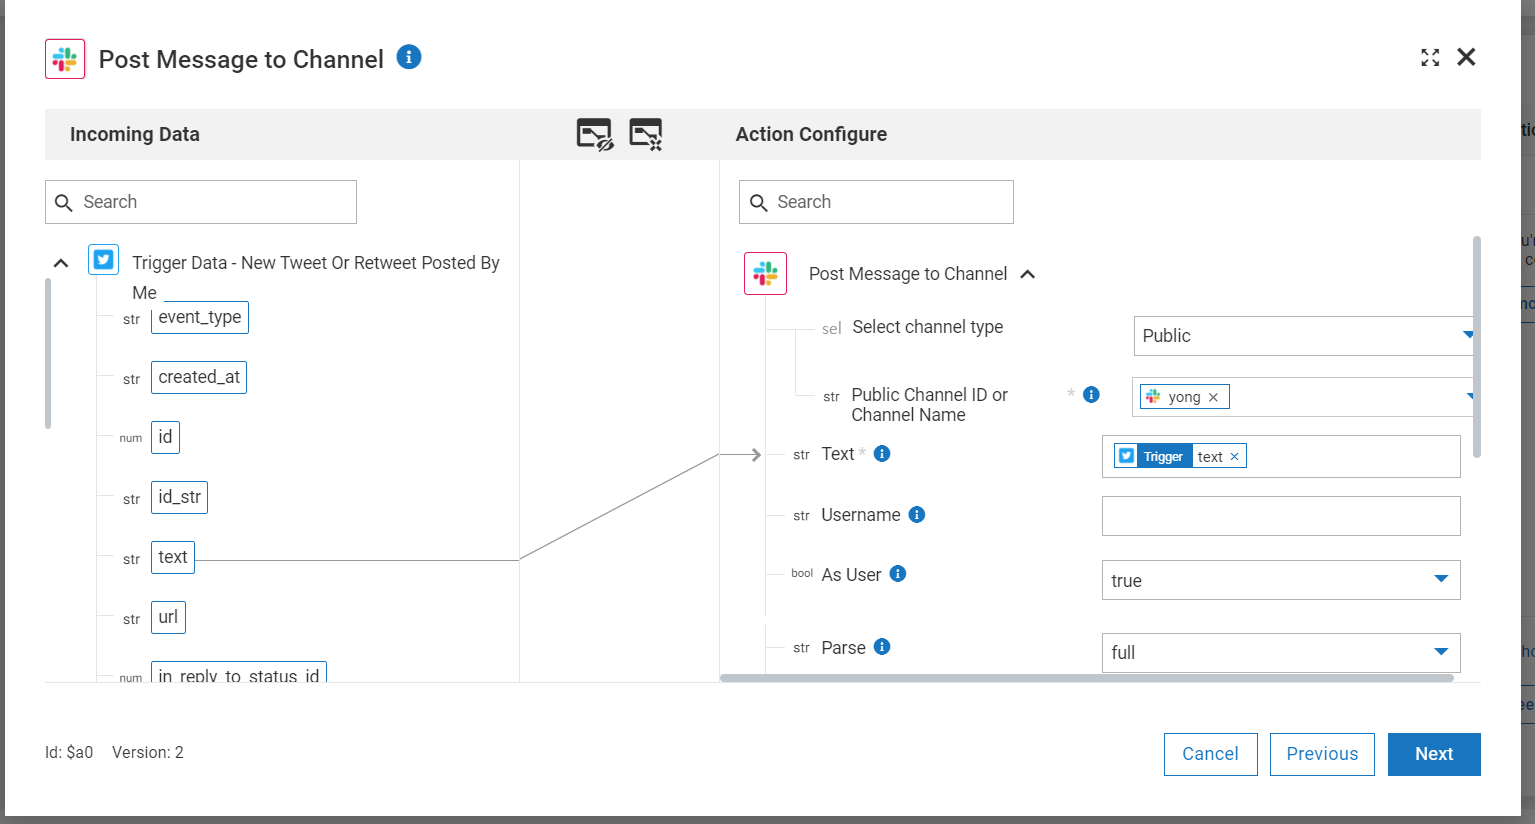 Post Message to Channel
Incoming Data
Action Configure
Search
Trigger Data - New Tweet Or Retweet Posted By
Me
str event_type
str created_at
num id
str id_str
str text
str url
num in_reply_to_status_id
Search
Post Message to Channel
sel Select channel type
Public
str Public Channel ID or
Channel Name *
yong ×
str Text *
Trigger text ×
str Username
bool As User
true
str Parse
full
Id: $a0 Version: 2
Cancel
Previous
Next